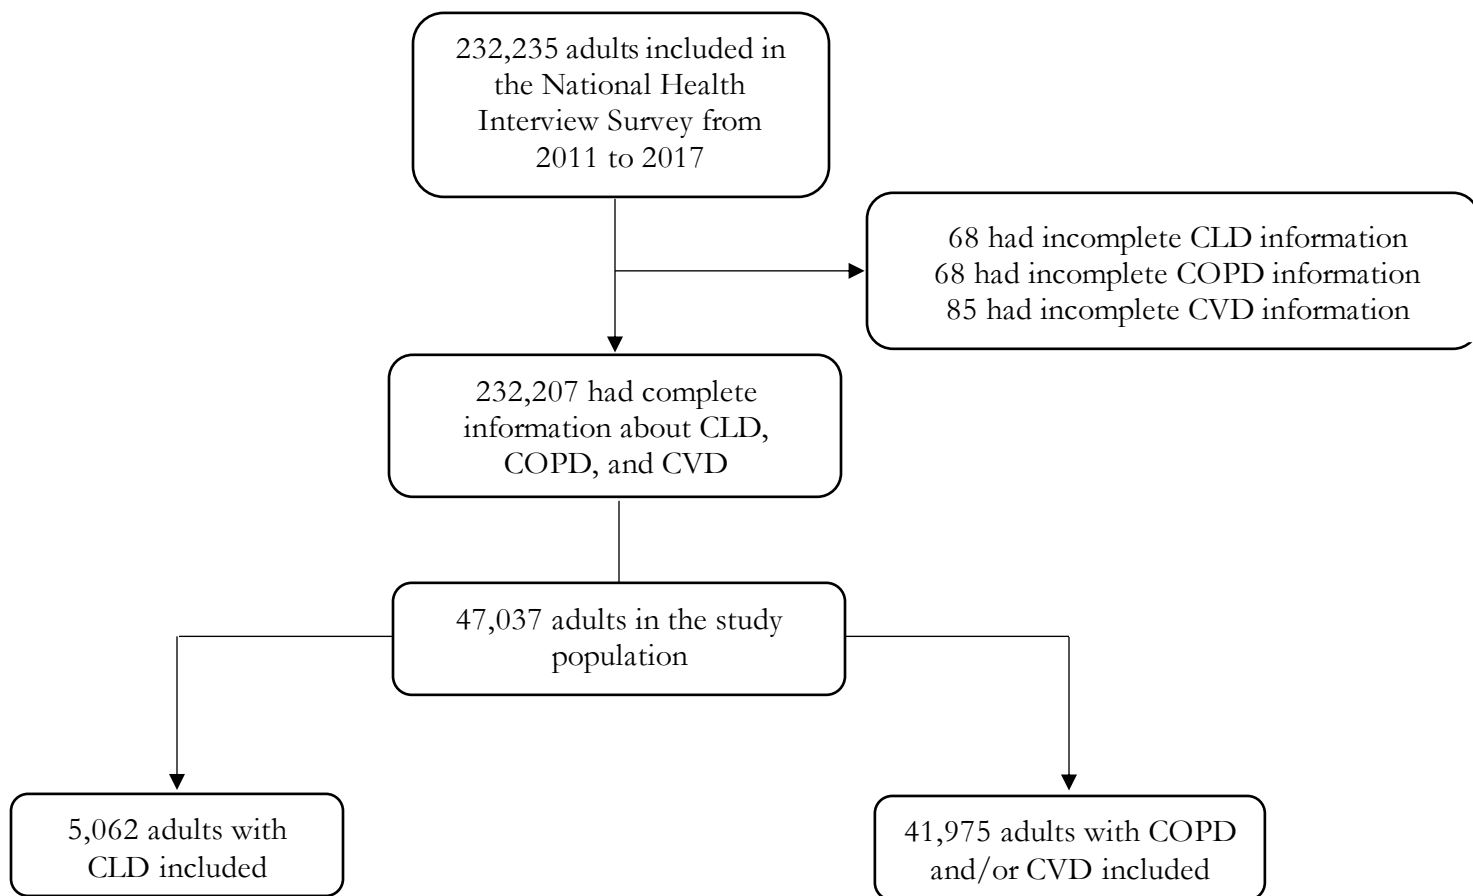 232,235 adults included in
the National Health
Interview Survey from
2011 to 2017
68 had incomplete CLD information
68 had incomplete COPD information
85 had incomplete CVD information
232,207 had complete
information about CLD,
COPD, and CVD
47,037 adults in the study
population
5,062 adults with
CLD included
41,975 adults with COPD
and/or CVD included